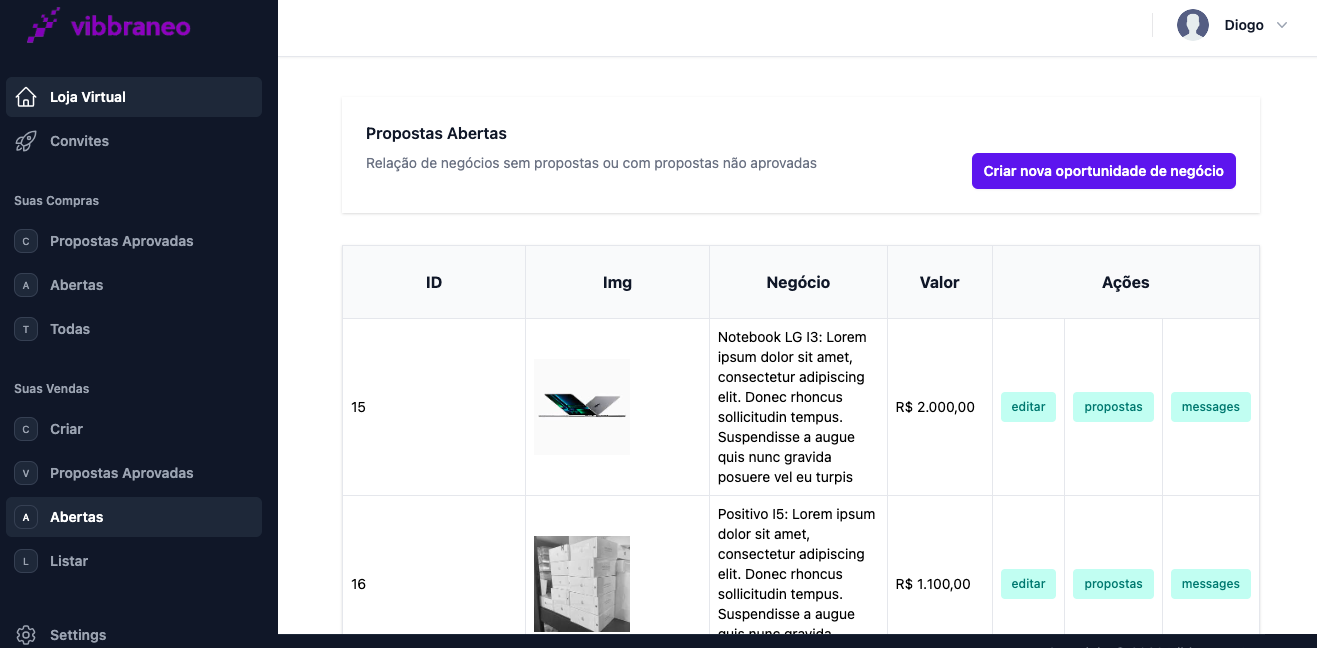 vibbraneo
Diogo
Loja Virtual
Convites
Suas Compras
C Propostas Aprovadas
A Abertas
T Todas
Suas Vendas
C Criar
V Propostas Aprovadas
A Abertas
L Listar
Settings
Propostas Abertas
Relação de negócios sem propostas ou com propostas não aprovadas
Criar nova oportunidade de negócio
ID Img Negócio Valor Ações
15
Notebook LG I3: Lorem
ipsum dolor sit amet,
consectetur adipiscing
elit. Donec rhoncus
sollicitudin tempus.
Suspendisse a augue
quis nunc gravida
posuere vel eu turpis
R$ 2.000,00
editar propostas messages
16
Positivo I5: Lorem ipsum
dolor sit amet,
consectetur adipiscing
elit. Donec rhoncus
sollicitudin tempus.
Suspendisse a augue
quis nunc gravida
R$ 1.100,00
editar propostas messages